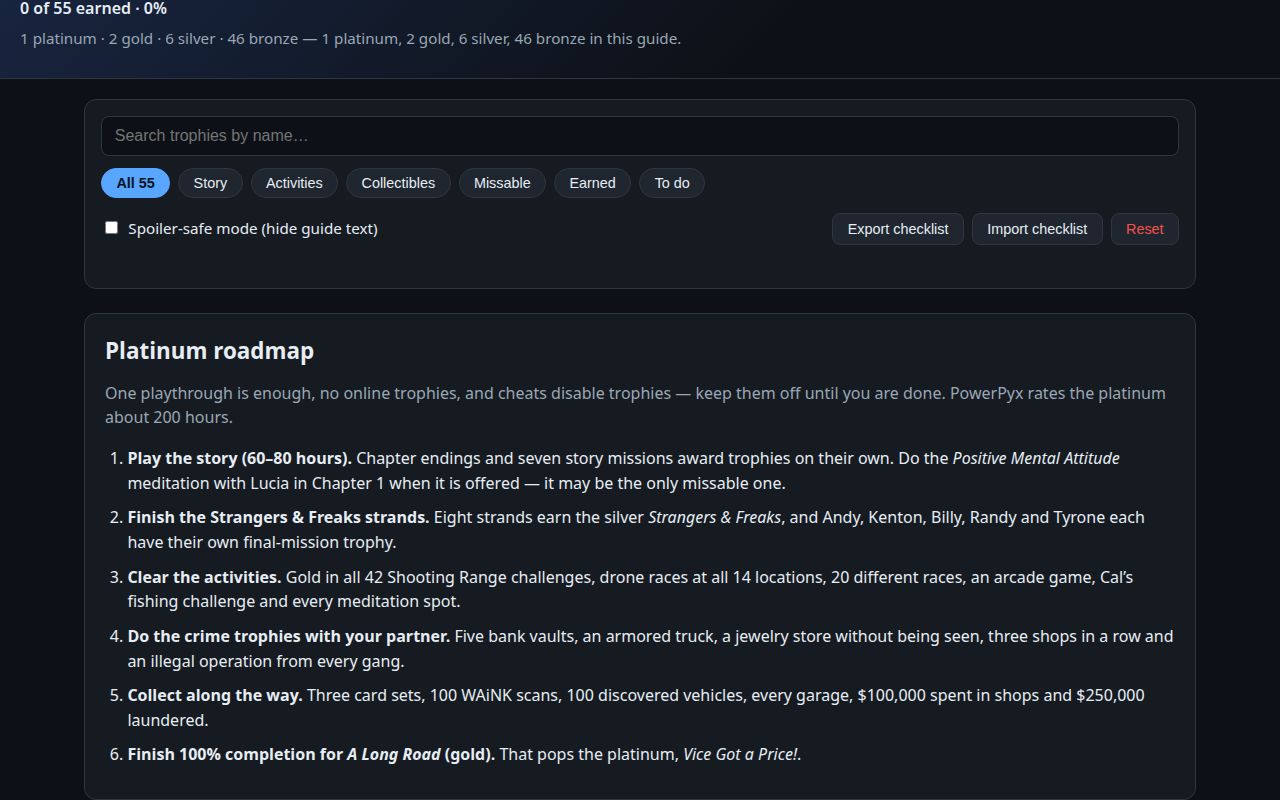 0 of 55 earned · 0%
1 platinum · 2 gold · 6 silver · 46 bronze — 1 platinum, 2 gold, 6 silver, 46 bronze in this guide.
Search trophies by name…
All 55 Story Activities Collectibles Missable Earned To do
Spoiler-safe mode (hide guide text) Export checklist Import checklist Reset
Platinum roadmap
One playthrough is enough, no online trophies, and cheats disable trophies — keep them off until you are done. PowerPyx rates the platinum
about 200 hours.
1. Play the story (60–80 hours). Chapter endings and seven story missions award trophies on their own. Do the Positive Mental Attitude
meditation with Lucia in Chapter 1 when it is offered — it may be the only missable one.
2. Finish the Strangers & Freaks strands. Eight strands earn the silver Strangers & Freaks, and Andy, Kenton, Billy, Randy and Tyrone each
have their own final-mission trophy.
3. Clear the activities. Gold in all 42 Shooting Range challenges, drone races at all 14 locations, 20 different races, an arcade game, Cal’s
fishing challenge and every meditation spot.
4. Do the crime trophies with your partner. Five bank vaults, an armored truck, a jewelry store without being seen, three shops in a row and
an illegal operation from every gang.
5. Collect along the way. Three card sets, 100 WAiNK scans, 100 discovered vehicles, every garage, $100,000 spent in shops and $250,000
laundered.
6. Finish 100% completion for A Long Road (gold). That pops the platinum, Vice Got a Price!.